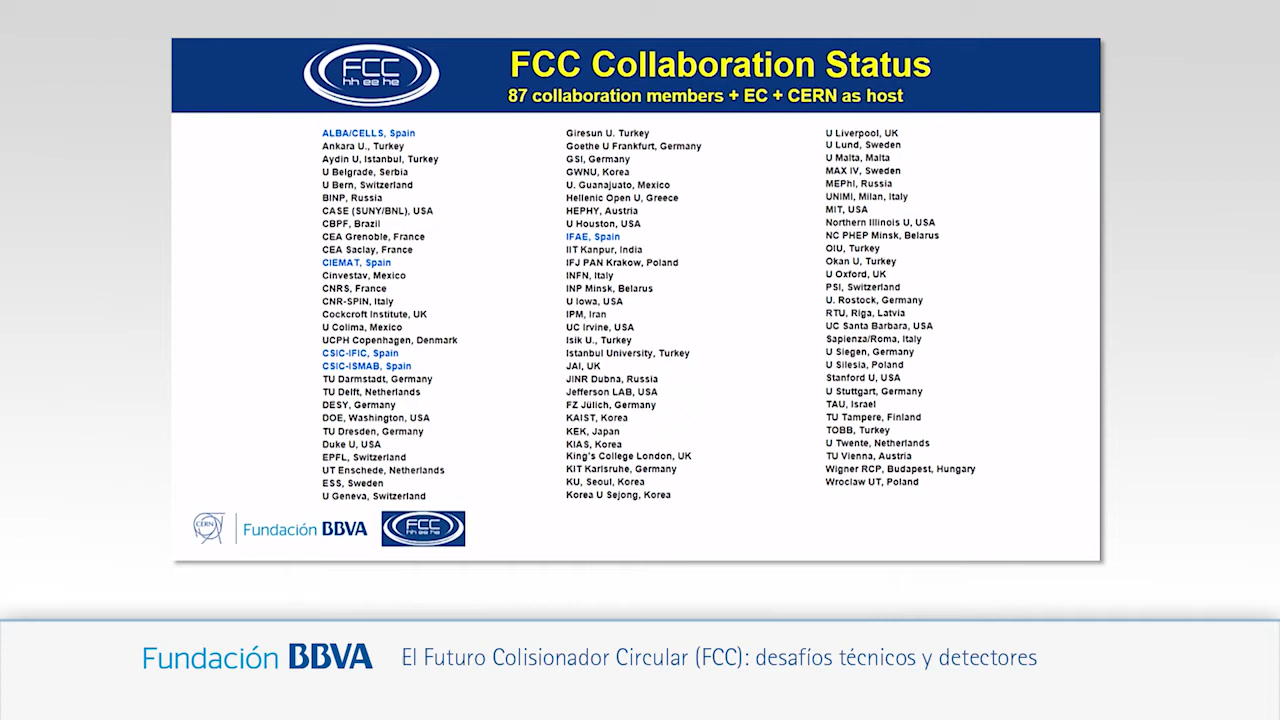 FCC
hh ee he
FCC Collaboration Status
87 collaboration members + EC + CERN as host
ALBA/CELLS, Spain
Ankara U., Turkey
Aydin U, Istanbul, Turkey
U Belgrade, Serbia
U Bern, Switzerland
BINP, Russia
CASE (SUNY/BNL), USA
CBPF, Brazil
CEA Grenoble, France
CEA Saclay, France
CIEMAT, Spain
Cinvestav, Mexico
CNRS, France
CNR-SPIN, Italy
Cockcroft Institute, UK
U Colima, Mexico
UCPH Copenhagen, Denmark
CSIC-IFIC, Spain
CSIC-ISMAB, Spain
TU Darmstadt, Germany
TU Delft, Netherlands
DESY, Germany
DOE, Washington, USA
TU Dresden, Germany
Duke U, USA
EPFL, Switzerland
UT Enschede, Netherlands
ESS, Sweden
U Geneva, Switzerland
Giresun U. Turkey
Goethe U Frankfurt, Germany
GSI, Germany
GWNU, Korea
U. Guanajuato, Mexico
Hellenic Open U, Greece
HEPHY, Austria
U Houston, USA
IFAE, Spain
IIT Kanpur, India
IFJ PAN Krakow, Poland
INFN, Italy
INP Minsk, Belarus
U Iowa, USA
IPM, Iran
UC Irvine, USA
Isik U., Turkey
Istanbul University, Turkey
JAI, UK
JINR Dubna, Russia
Jefferson LAB, USA
FZ Jülich, Germany
KAIST, Korea
KEK, Japan
KIAS, Korea
King's College London, UK
KIT Karlsruhe, Germany
KU, Seoul, Korea
Korea U Sejong, Korea
U Liverpool, UK
U Lund, Sweden
U Malta, Malta
MAX IV, Sweden
MEPhI, Russia
UNIMI, Milan, Italy
MIT, USA
Northern Illinois U, USA
NC PHEP Minsk, Belarus
OIU, Turkey
Okan U, Turkey
U Oxford, UK
PSI, Switzerland
U. Rostock, Germany
RTU, Riga, Latvia
UC Santa Barbara, USA
Sapienza/Roma, Italy
U Siegen, Germany
U Silesia, Poland
Stanford U, USA
U Stuttgart, Germany
TAU, Israel
TU Tampere, Finland
TOBB, Turkey
U Twente, Netherlands
TU Vienna, Austria
Wigner RCP, Budapest, Hungary
Wroclaw UT, Poland
CERN
Fundación BBVA
FCC
hh ee he
Fundación BBVA El Futuro Colisionador Circular (FCC): desafíos técnicos y detectores